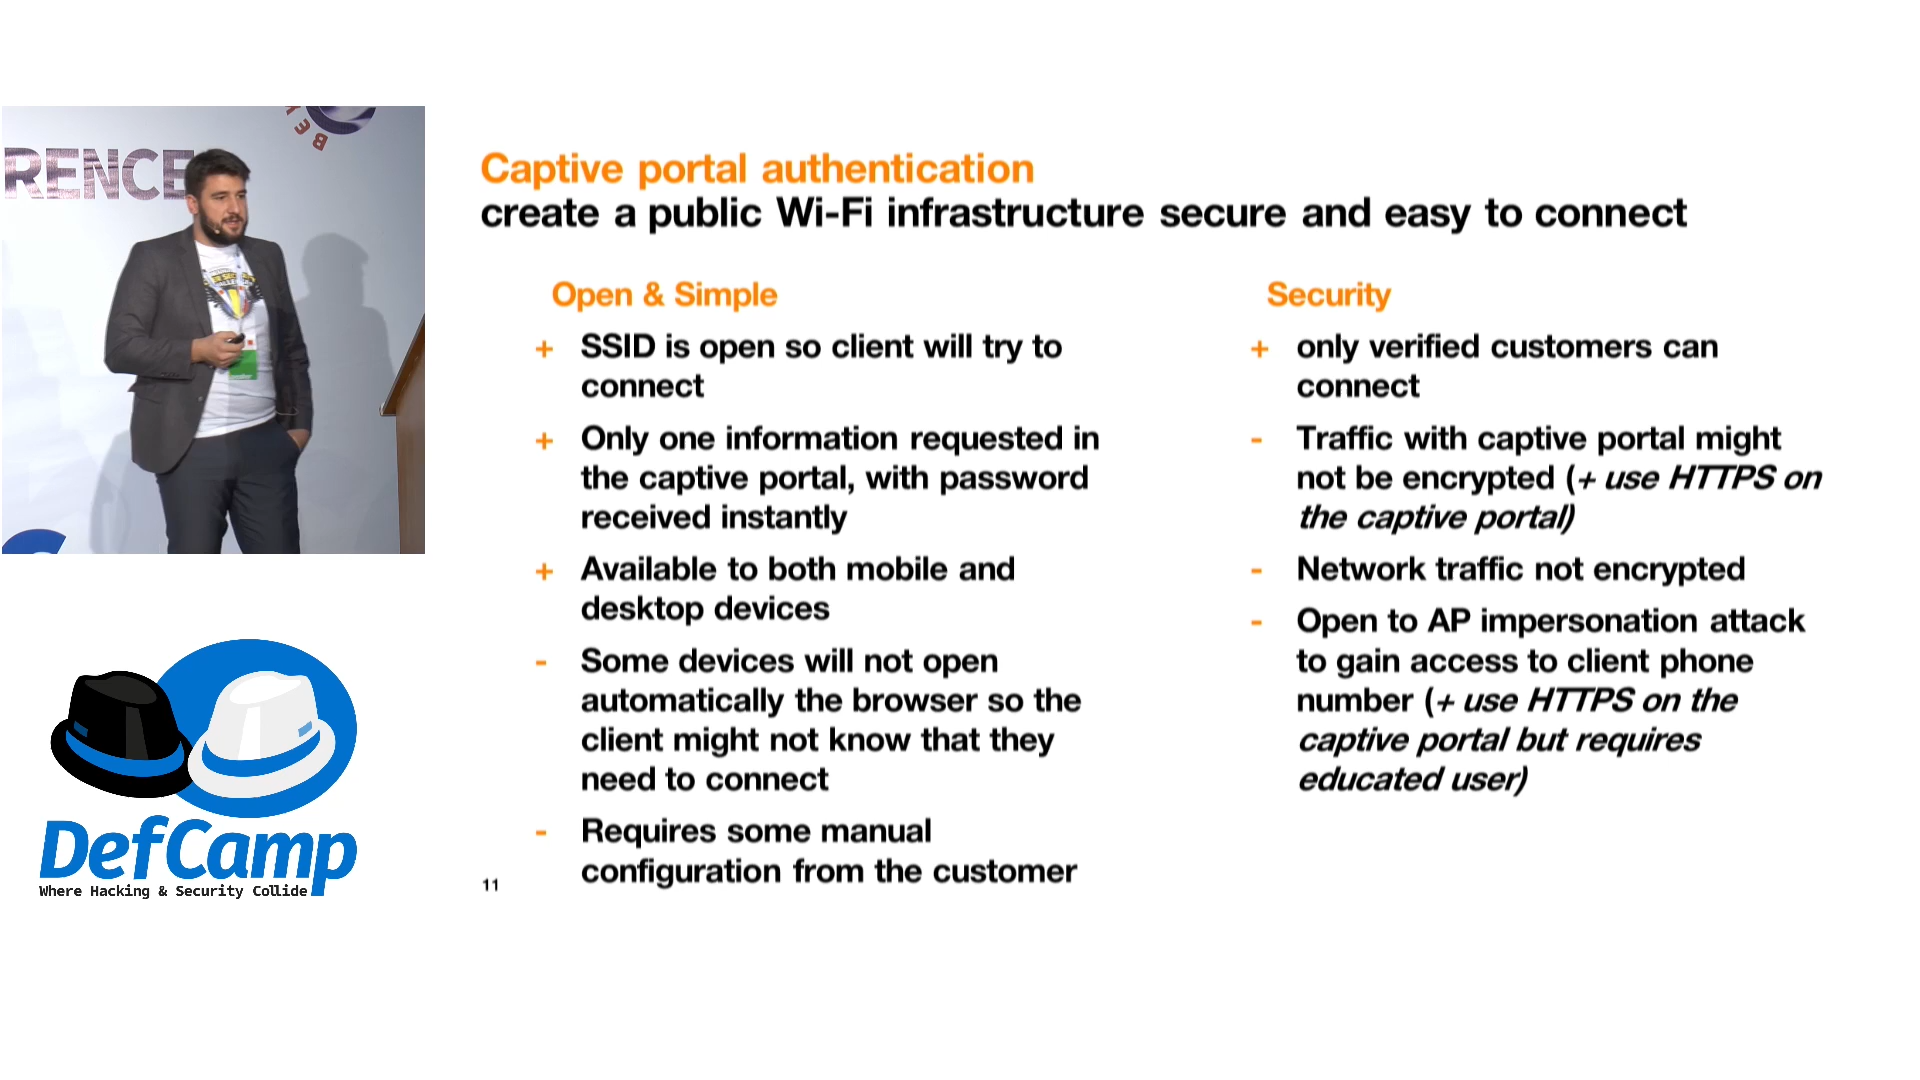 RENCE
Captive portal authentication
create a public Wi-Fi infrastructure secure and easy to connect
Open & Simple
+ SSID is open so client will try to
connect
+ Only one information requested in
the captive portal, with password
received instantly
+ Available to both mobile and
desktop devices
- Some devices will not open
automatically the browser so the
client might not know that they
need to connect
- Requires some manual
configuration from the customer
Security
+ only verified customers can
connect
- Traffic with captive portal might
not be encrypted (+ use HTTPS on
the captive portal)
- Network traffic not encrypted
- Open to AP impersonation attack
to gain access to client phone
number (+ use HTTPS on the
captive portal but requires
educated user)
11
DefCamp
Where Hacking & Security Collide